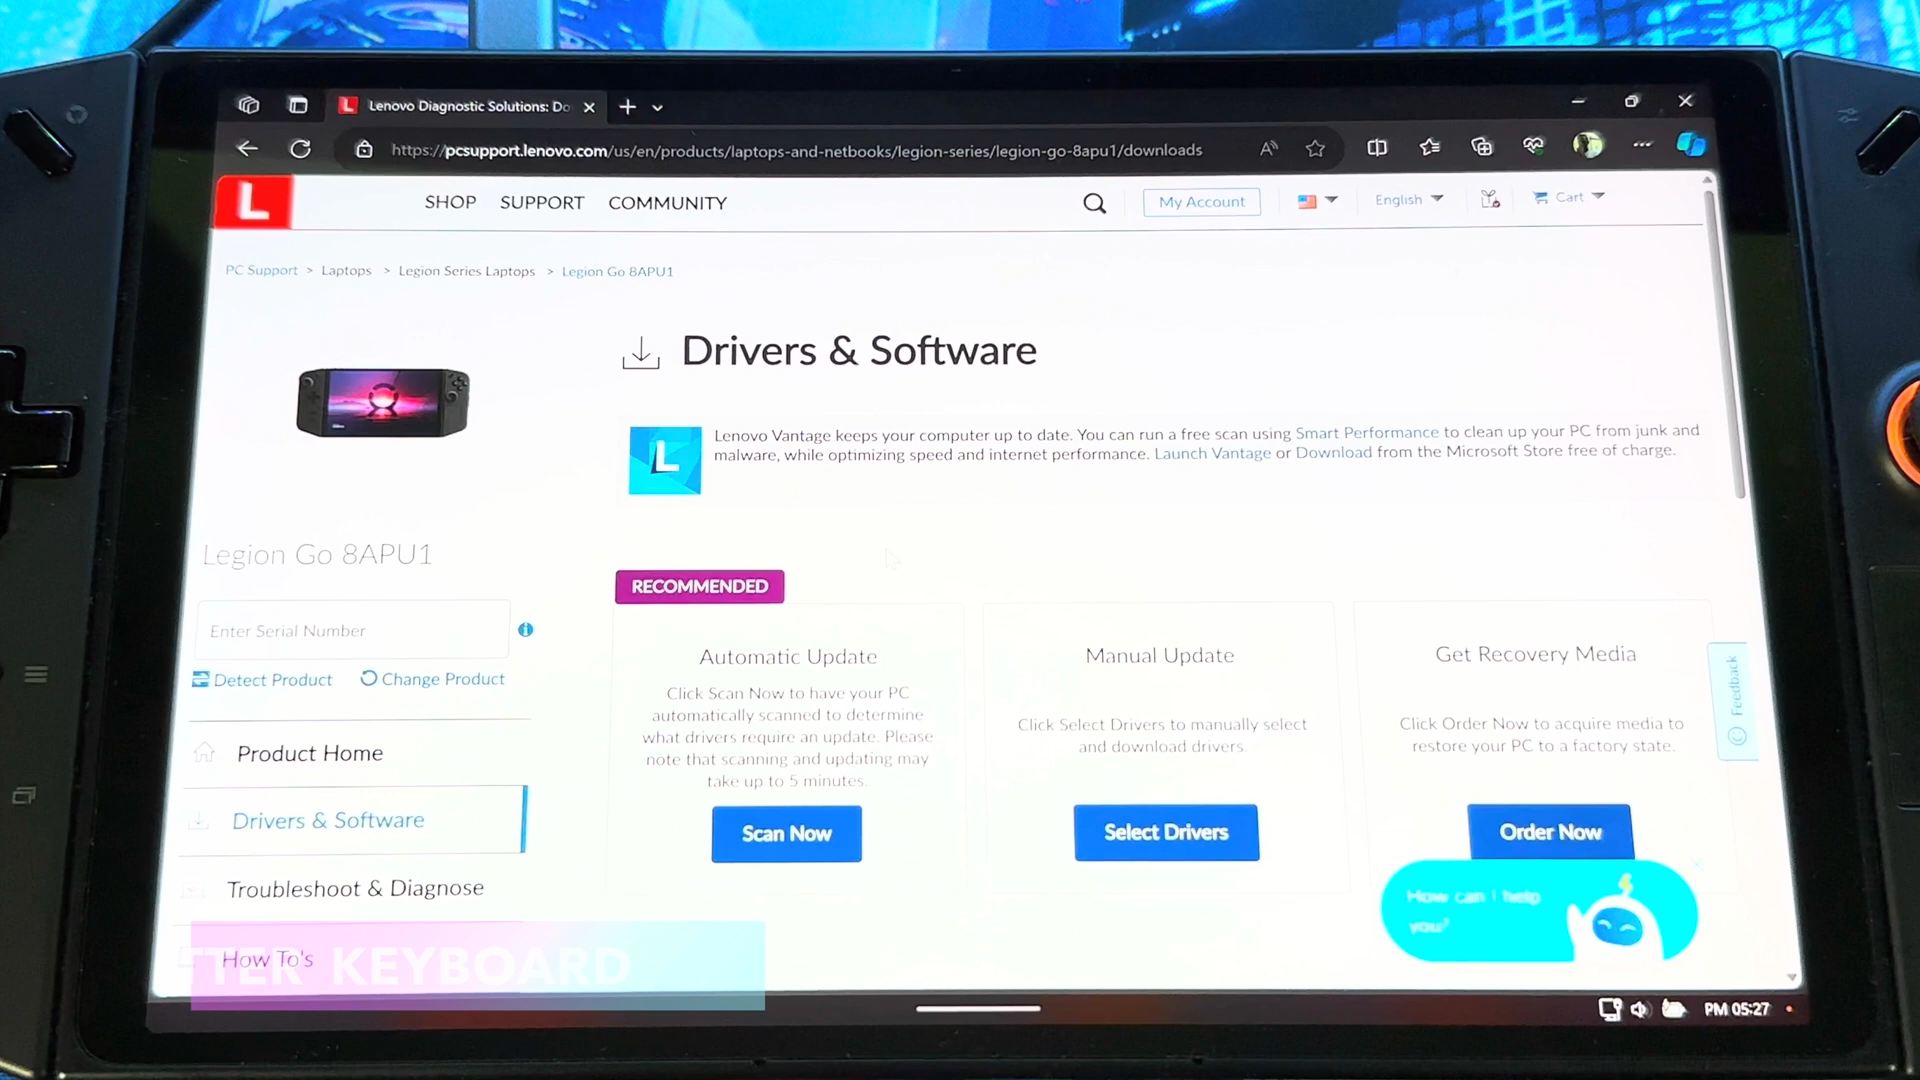 Lenovo Diagnostic Solutions: Do
https://pcsupport.lenovo.com/us/en/products/laptops-and-netbooks/legion-series/legion-go-8apu1/downloads
L
SHOP SUPPORT COMMUNITY
My Account
English
Cart
PC Support > Laptops > Legion Series Laptops > Legion Go 8APU1
Drivers & Software
L
Lenovo Vantage keeps your computer up to date. You can run a free scan using Smart Performance to clean up your PC from junk and
malware, while optimizing speed and internet performance. Launch Vantage or Download from the Microsoft Store free of charge.
Legion Go 8APU1
Enter Serial Number
Detect Product
Change Product
Product Home
Drivers & Software
Troubleshoot & Diagnose
How To's
RECOMMENDED
Automatic Update
Click Scan Now to have your PC
automatically scanned to determine
what drivers require an update. Please
note that scanning and updating may
take up to 5 minutes.
Scan Now
Manual Update
Click Select Drivers to manually select
and download drivers.
Select Drivers
Get Recovery Media
Click Order Now to acquire media to
restore your PC to a factory state.
Order Now
Feedback
How can I help
you?
KEYBOARD
PM 05:27